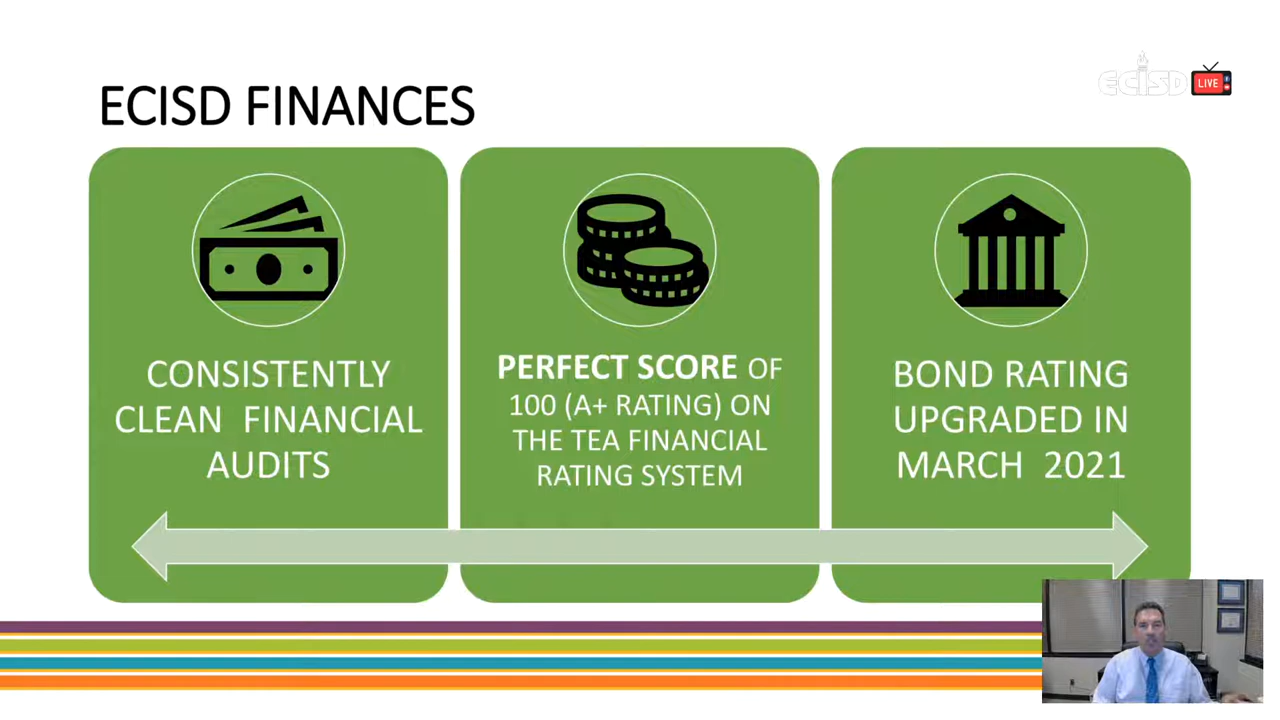 ECISD
LIVE
ECISD FINANCES
CONSISTENTLY
CLEAN FINANCIAL
AUDITS
PERFECT SCORE OF
100 (A+ RATING) ON
THE TEA FINANCIAL
RATING SYSTEM
BOND RATING
UPGRADED IN
MARCH 2021